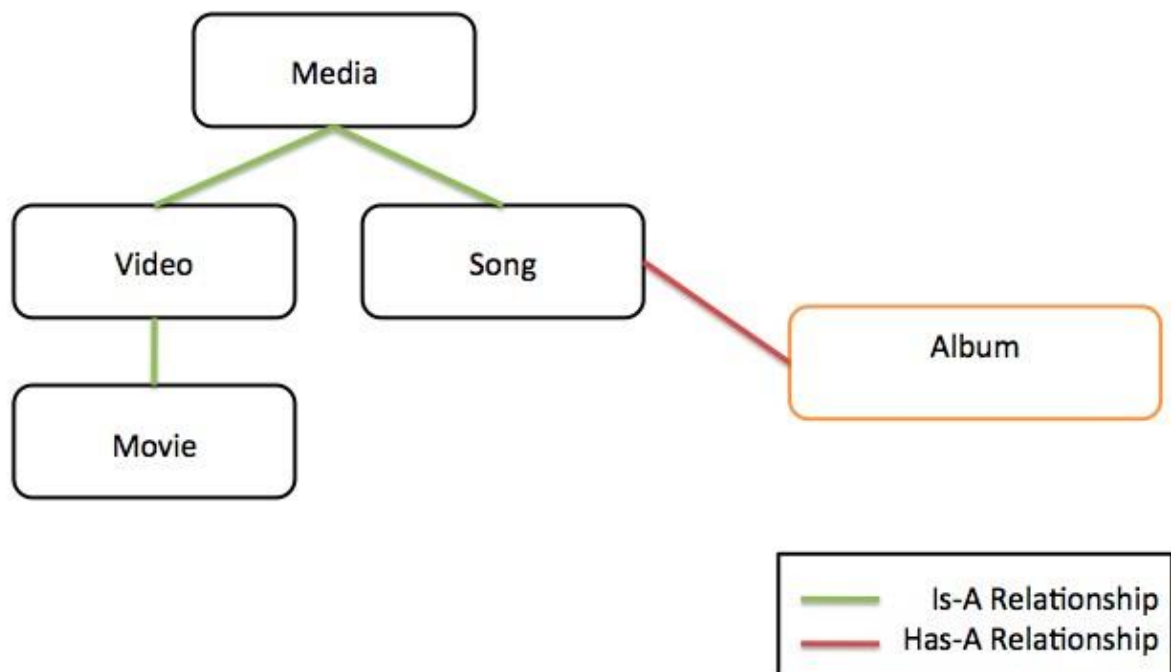 Media
Video
Song
Album
Movie
Is-A Relationship
Has-A Relationship